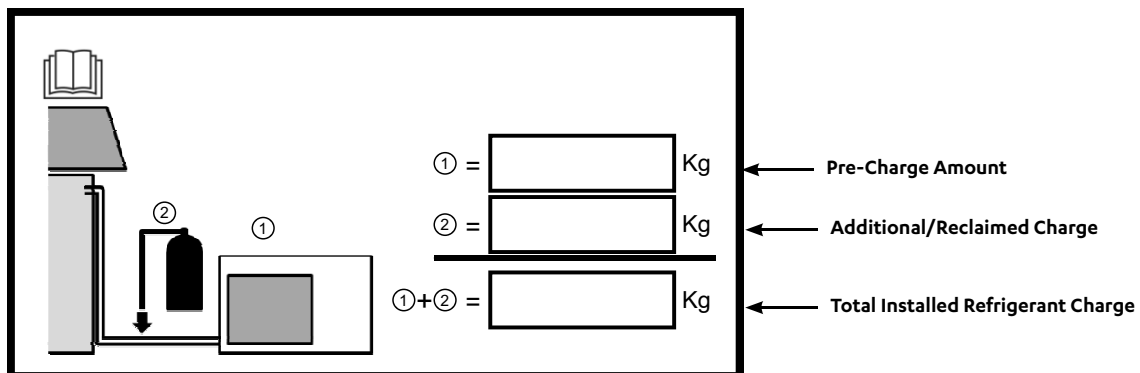 ① = Kg Pre-Charge Amount
② ① ② = Kg Additional/Reclaimed Charge
①+② = Kg Total Installed Refrigerant Charge